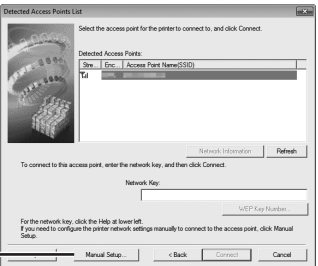 Detected Access Points List
Select the access point for the printer to connect to, and click Connect.
Detected Access Points:
Stre... Enc... Access Point Name(SSID)
Network Information Refresh
To connect to this access point, enter the network key, and then click Connect.
Network Key:
WEP Key Number...
For the network key, click the Help at lower left.
If you need to configure the printer network settings manually to connect to the access point, click Manual
Setup.
Manual Setup... < Back Connect Cancel